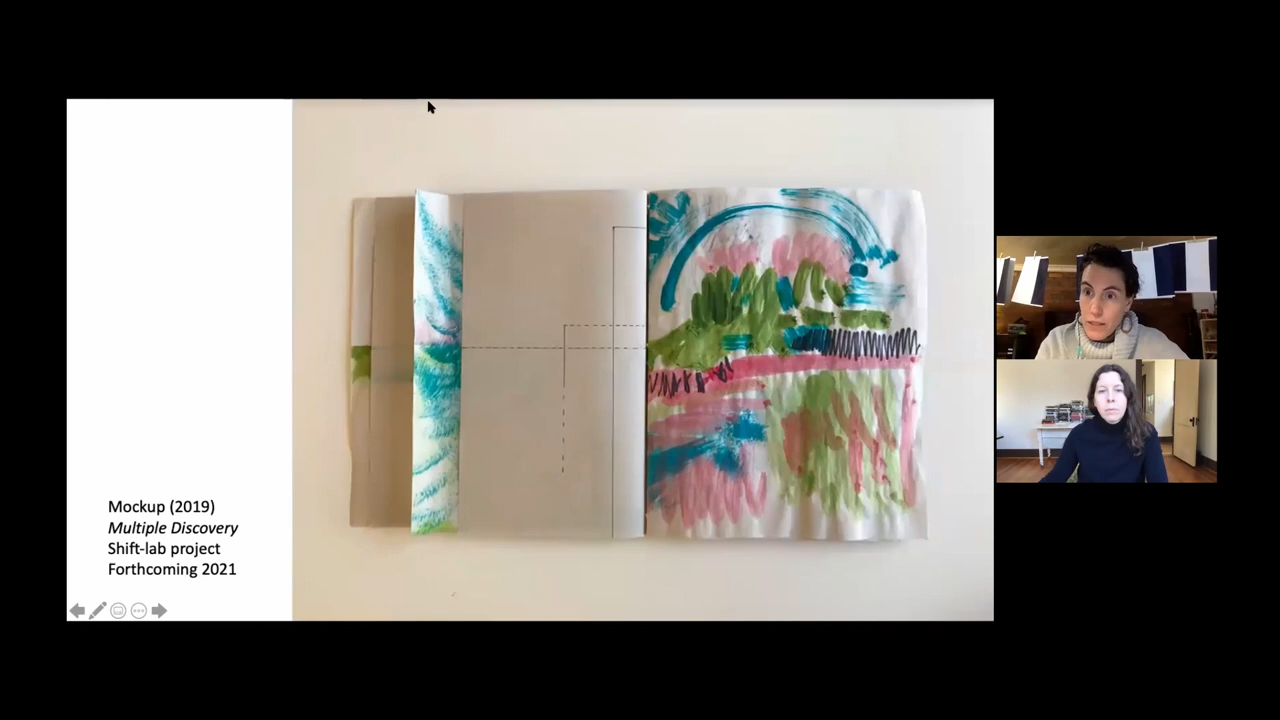 Mockup (2019)
Multiple Discovery
Shift-lab project
Forthcoming 2021